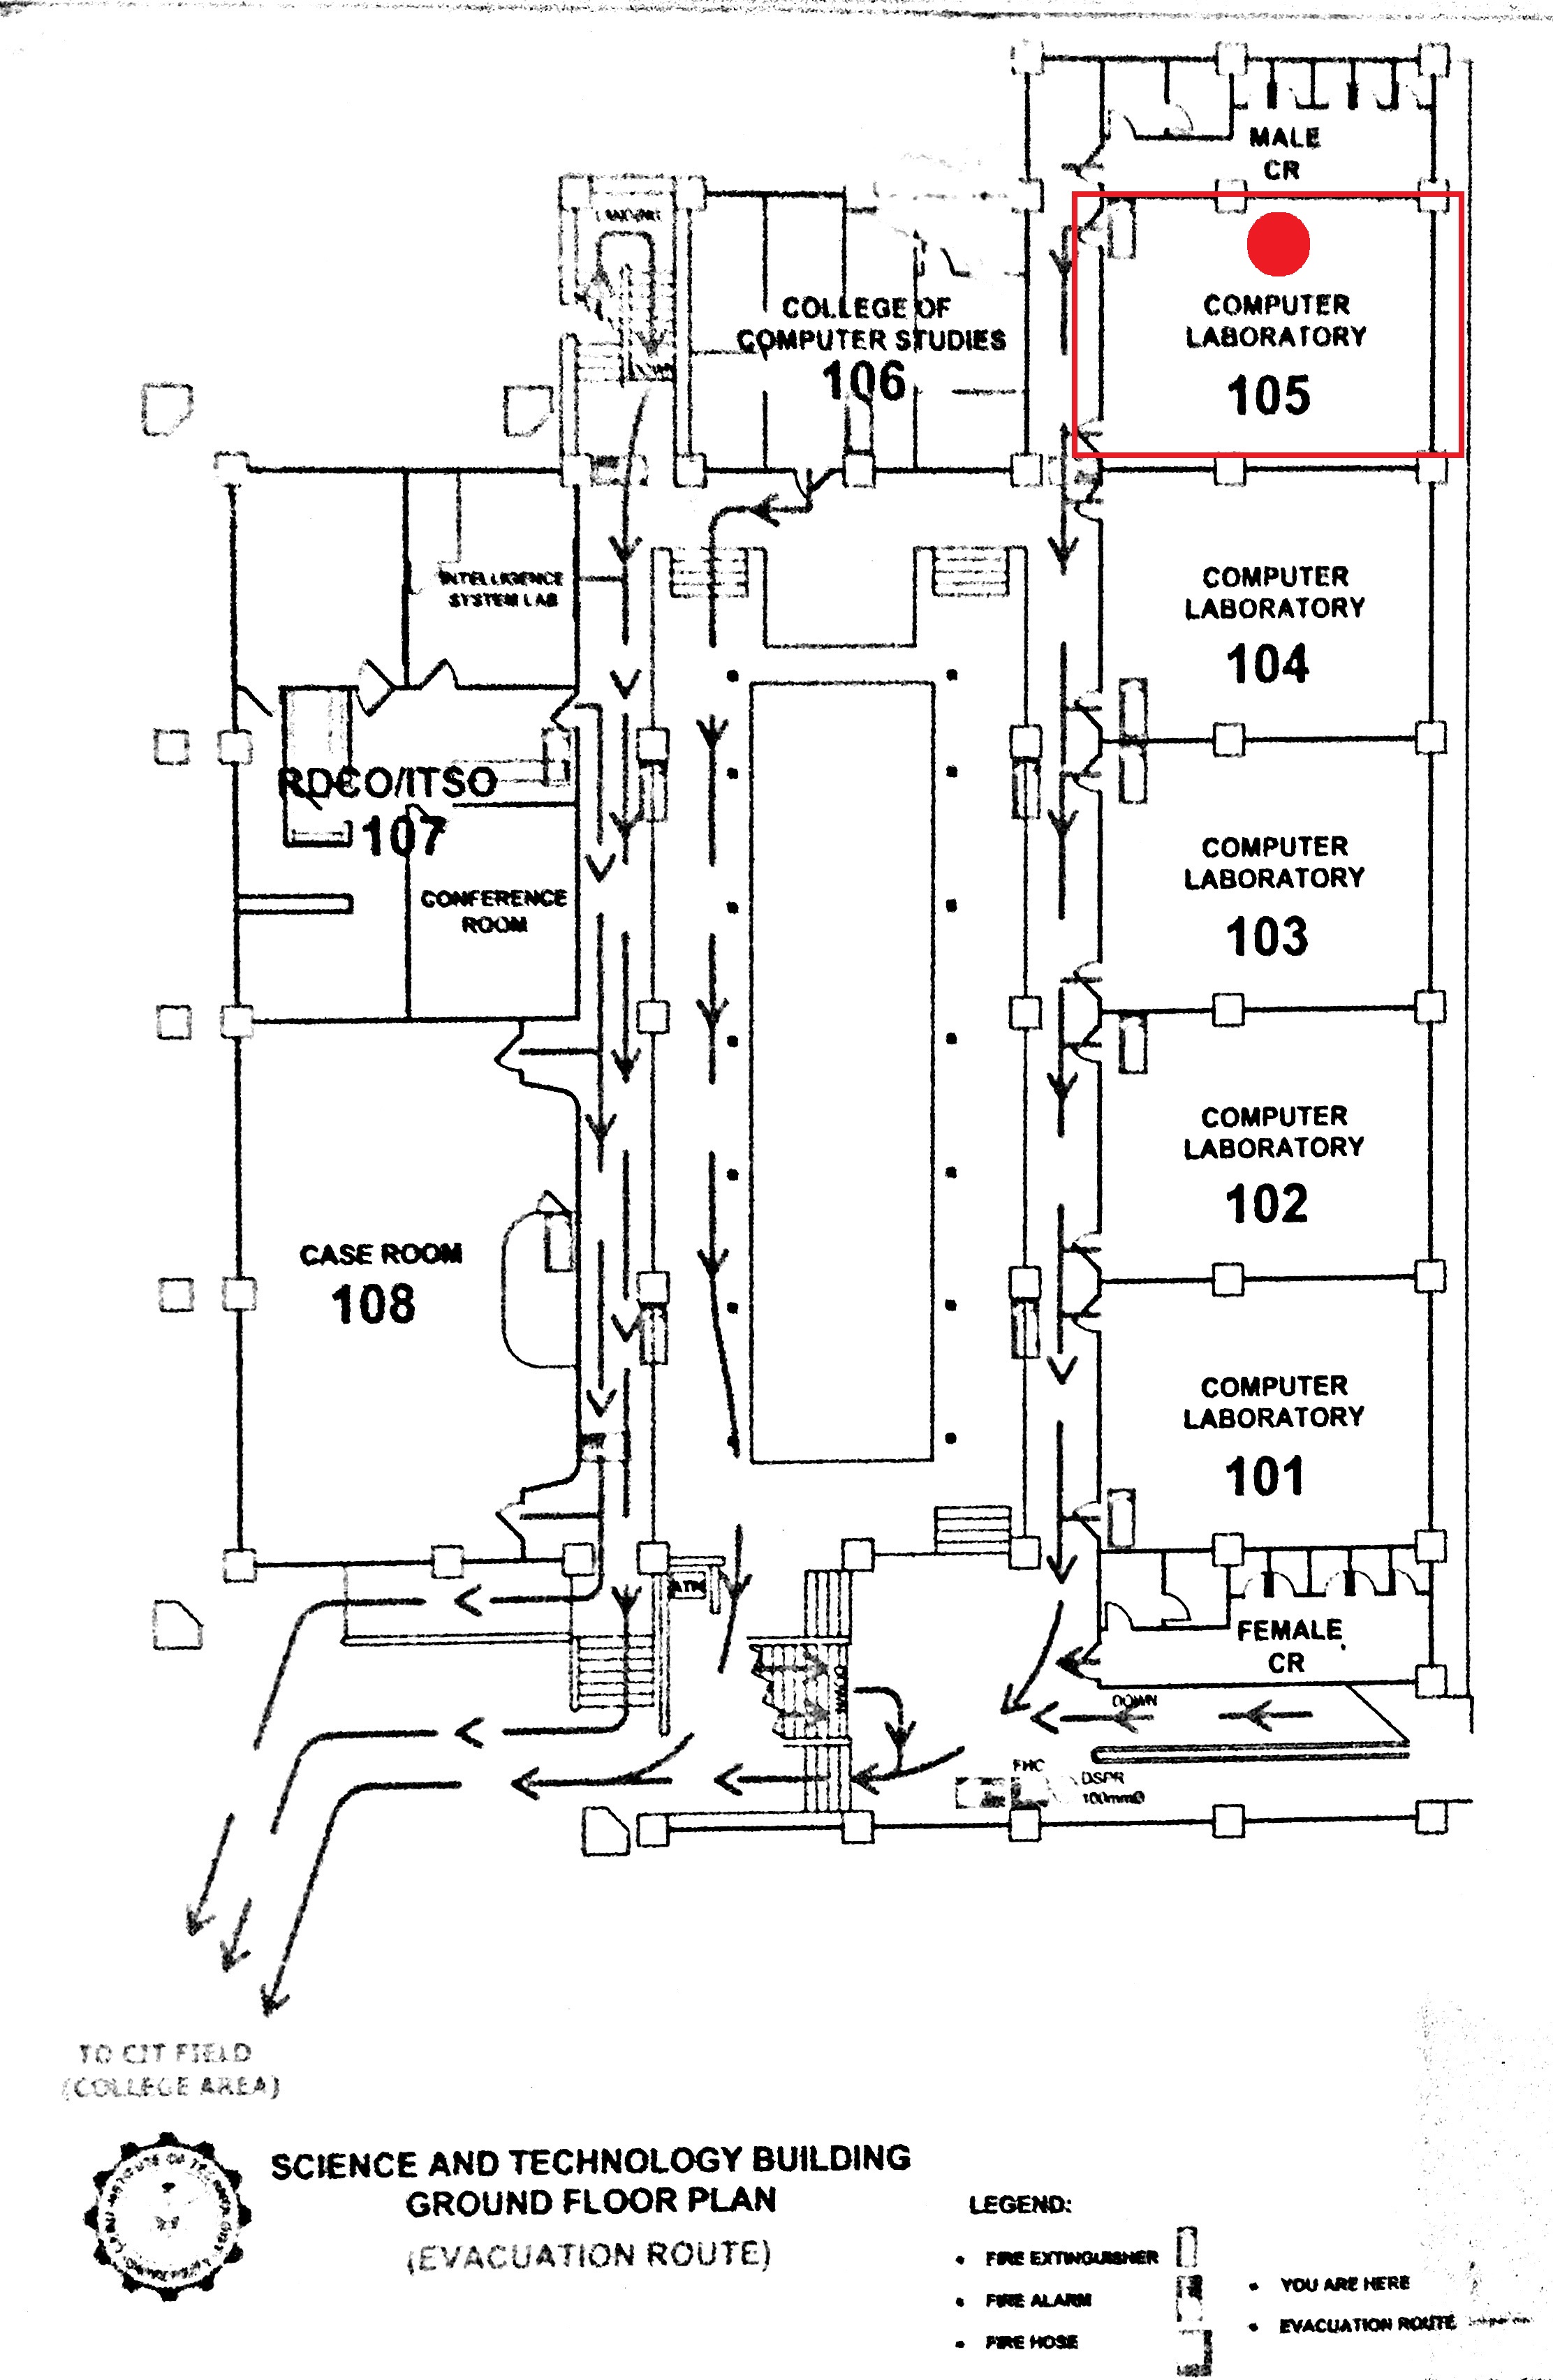 MALE
CR
COMPUTER
LABORATORY
105
COLLEGE OF
COMPUTER STUDIES
106
INTELLIGENCE
SYSTEM LAB
COMPUTER
LABORATORY
104
RDCO/ITSO
107
COMPUTER
LABORATORY
103
CONFERENCE
ROOM
COMPUTER
LABORATORY
102
CASE ROOM
108
COMPUTER
LABORATORY
101
ATM
FEMALE
CR
DOWN
DOWN
FHC
DSPR
100mmØ
TO CIT FIELD
(COLLEGE AREA)
SCIENCE AND TECHNOLOGY BUILDING
GROUND FLOOR PLAN
(EVACUATION ROUTE)
LEGEND:
• FIRE EXTINGUISHER
• FIRE ALARM
• FIRE HOSE
• YOU ARE HERE
• EVACUATION ROUTE